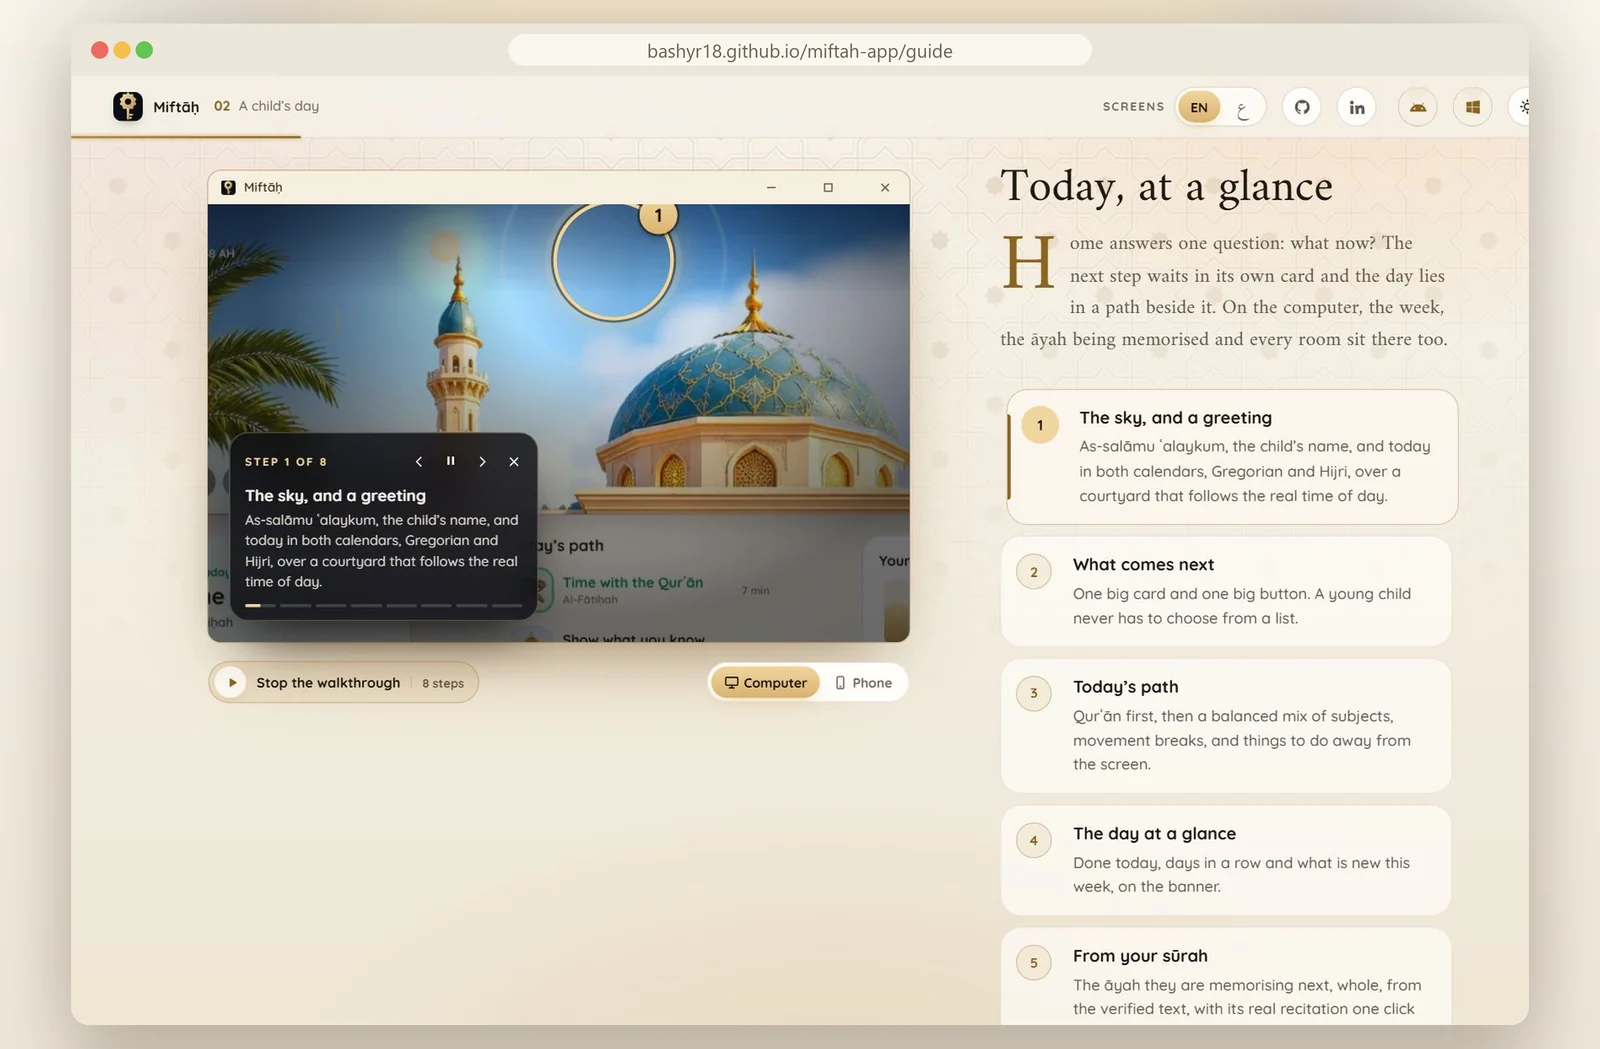 bashyr18.github.io/miftah-app/guide
Miftāḥ 02 A child's day
SCREENS EN ع in
Miftāḥ
8 AH
1
STEP 1 OF 8
The sky, and a greeting
As-salāmu ʿalaykum, the child's name, and
today in both calendars, Gregorian and
Hijri, over a courtyard that follows the real
time of day.
ay's path
Time with the Qurʾān
Al-Fātiḥah
7 min
Show what you know
Your
Stop the walkthrough 8 steps
Computer Phone
Today, at a glance
Home answers one question: what now? The
next step waits in its own card and the day lies
in a path beside it. On the computer, the week,
the āyah being memorised and every room sit there too.
1 The sky, and a greeting
As-salāmu ʿalaykum, the child's name, and today
in both calendars, Gregorian and Hijri, over a
courtyard that follows the real time of day.
2 What comes next
One big card and one big button. A young child
never has to choose from a list.
3 Today's path
Qurʾān first, then a balanced mix of subjects,
movement breaks, and things to do away from
the screen.
4 The day at a glance
Done today, days in a row and what is new this
week, on the banner.
5 From your sūrah
The āyah they are memorising next, whole, from
the verified text, with its real recitation one click